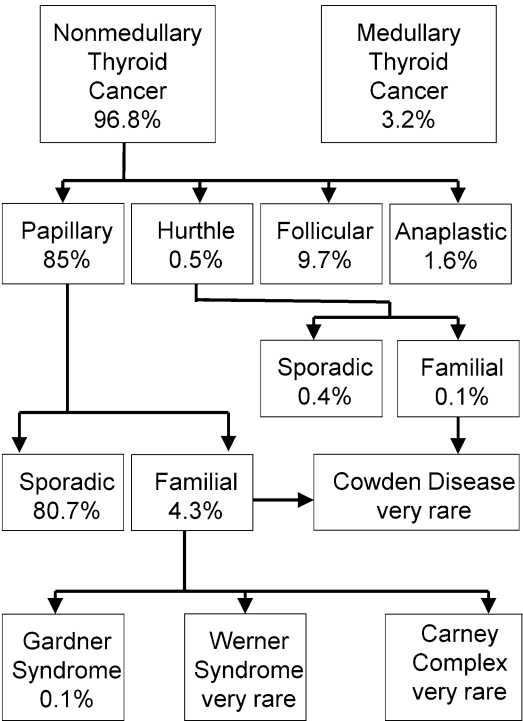 Nonmedullary
Thyroid
Cancer
96.8%
Medullary
Thyroid
Cancer
3.2%
Papillary
85%
Hurthle
0.5%
Follicular
9.7%
Anaplastic
1.6%
Sporadic
0.4%
Familial
0.1%
Sporadic
80.7%
Familial
4.3%
Cowden Disease
very rare
Gardner
Syndrome
0.1%
Werner
Syndrome
very rare
Carney
Complex
very rare